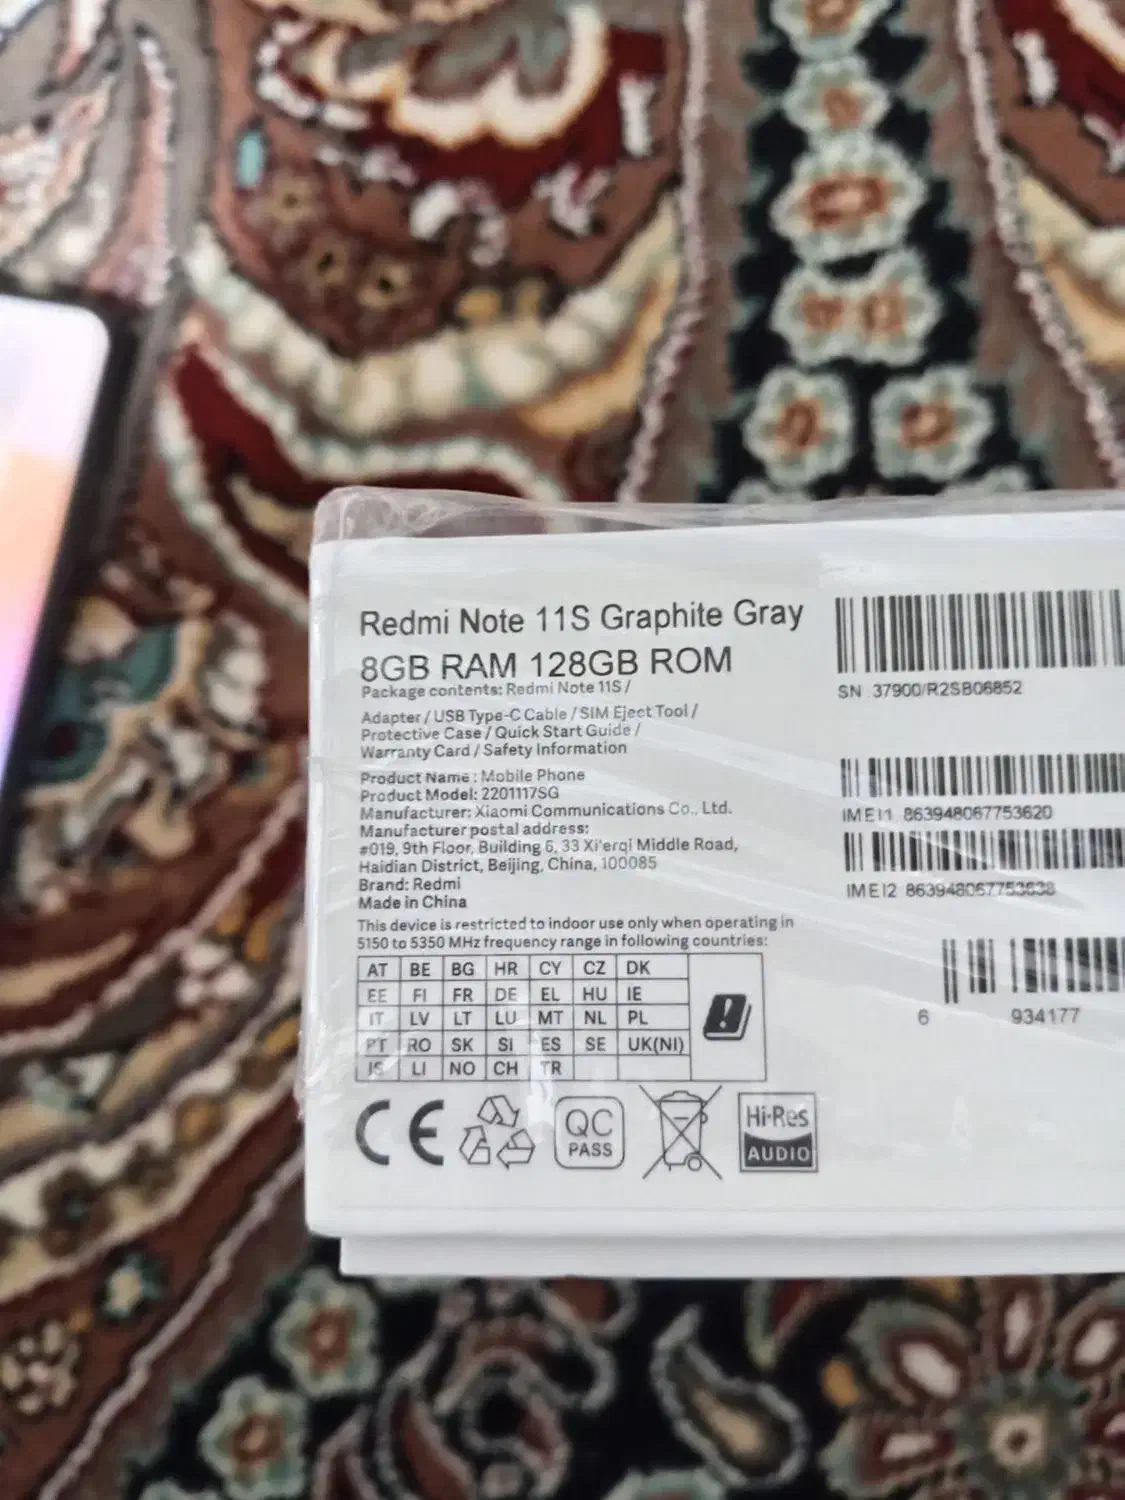 Redmi Note 11S Graphite Gray
8GB RAM 128GB ROM
Package contents: Redmi Note 11S /
Adapter / USB Type-C Cable / SIM Eject Tool /
Protective Case / Quick Start Guide /
Warranty Card / Safety Information
Product Name : Mobile Phone
Product Model: 2201117SG
Manufacturer: Xiaomi Communications Co., Ltd.
Manufacturer postal address:
#019, 9th Floor, Building 6, 33 Xi'erqi Middle Road,
Haidian District, Beijing, China, 100085
Brand: Redmi
Made in China
This device is restricted to indoor use only when operating in
5150 to 5350 MHz frequency range in following countries:
AT BE BG HR CY CZ DK
EE FI FR DE EL HU IE
IT LV LT LU MT NL PL
PT RO SK SI ES SE UK(NI)
IS LI NO CH TR
CE
QC
PASS
Hi-Res
AUDIO
SN 37900/R2SB06852
IMEI1 863948067753620
IMEI2 863948067753638
6 934177